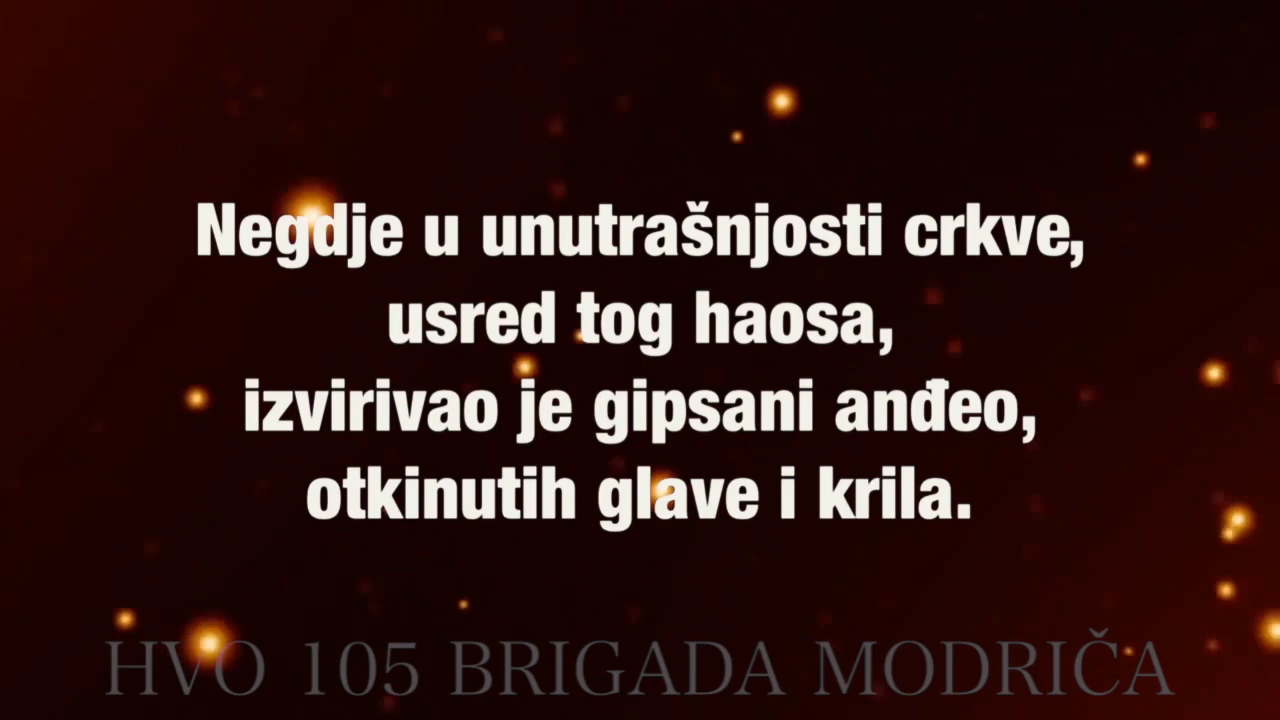 Negdje u unutrašnjosti crkve,
usred tog haosa,
izvirivao je gipsani anđeo,
otkinutih glave i krila.
HVO 105 BRIGADA MODRIČA